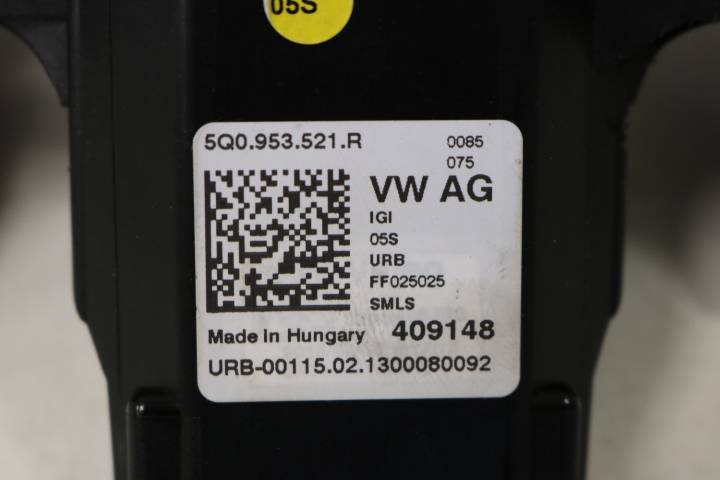 05S
5Q0.953.521.R
0085
075
VW AG
IGI
05S
URB
FF025025
SMLS
Made in Hungary 409148
URB-00115.02.1300080092